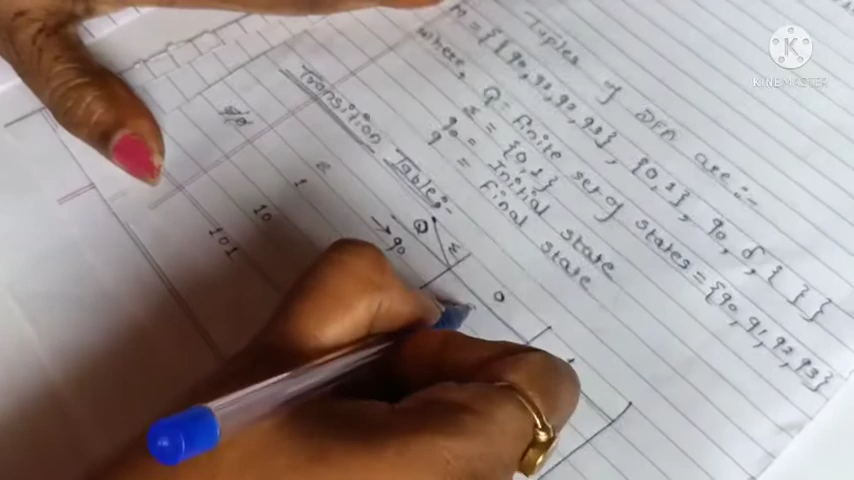 Tuples of DFA are:-
M = {{q0, q1, q2, q3}, {0,1}, q0, δ, { } }
where, Q = finite set of states = {q0, q1, q2, q3}
Σ = {0,1}
q0 = Initial state
q = Final state
Transition Table:-
Q Σ 0
→ q0
ε
1
10
101
K
KINEMASTER